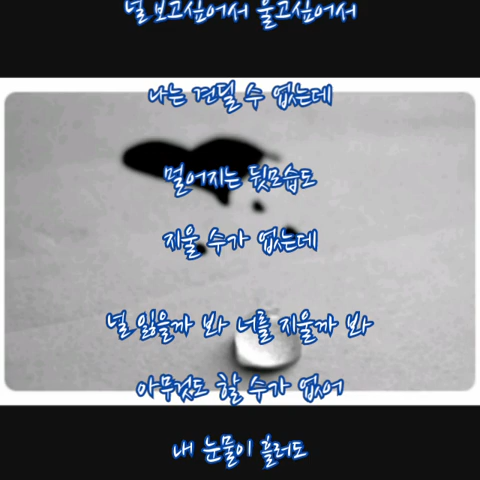 널 보고싶어서 울고싶어서
나는 견딜 수 없는데
멀어지는 뒷모습도
지울 수가 없는데
널 잃을까 봐 너를 지울까 봐
아무것도 할 수가 없어
내 눈물이 흘러도